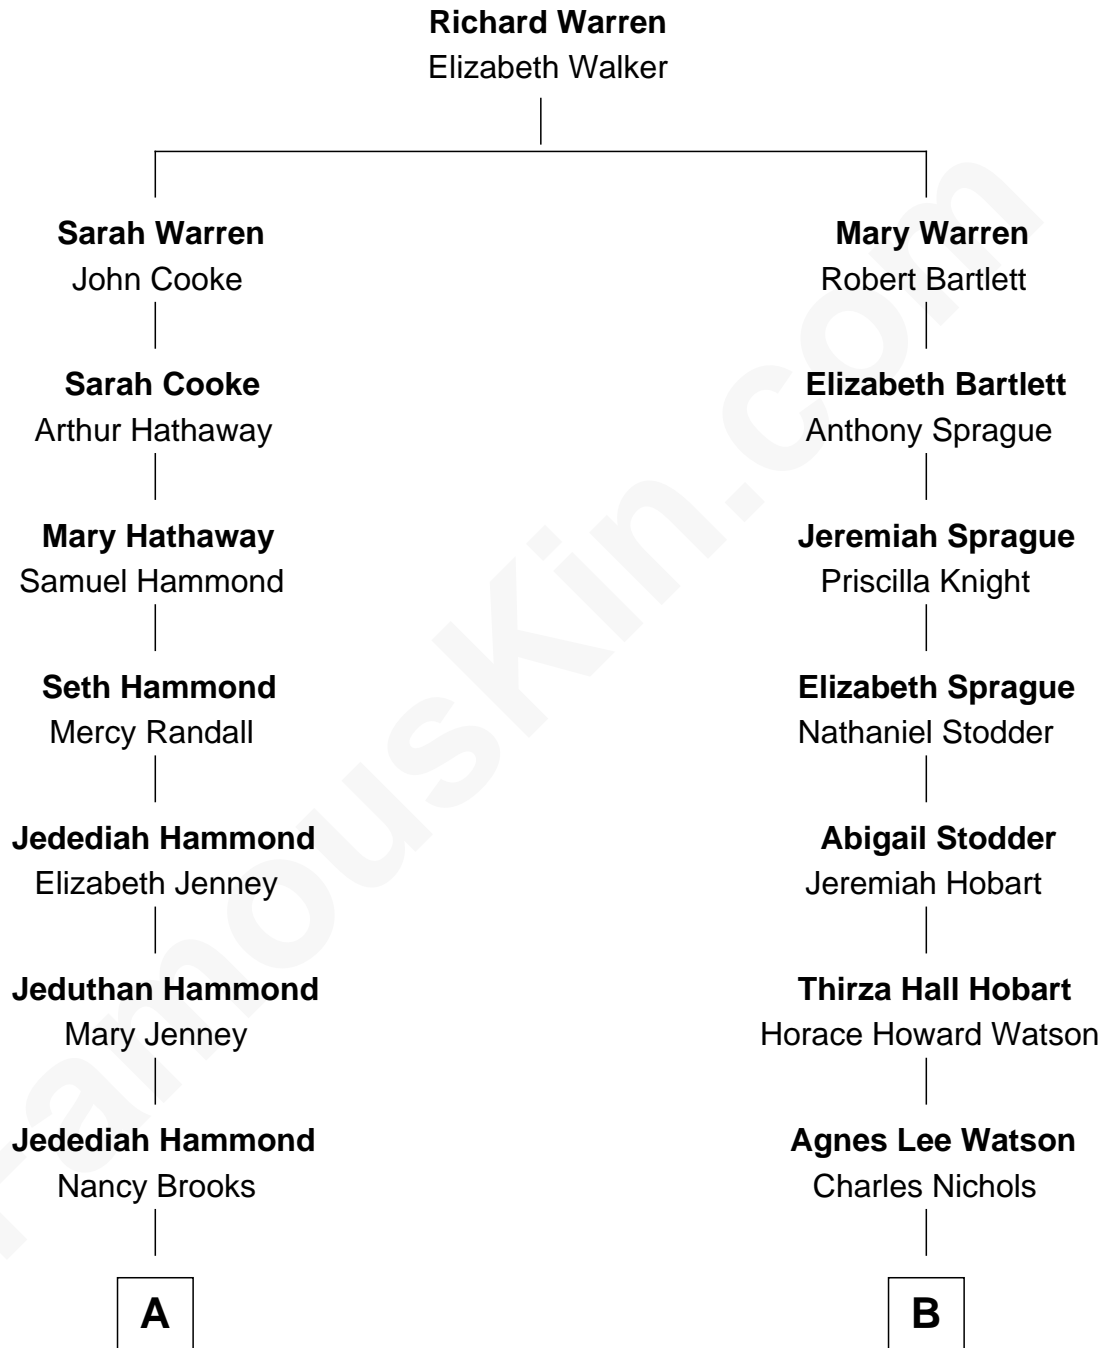 Richard Warren
Elizabeth Walker
Sarah Warren
John Cooke
Mary Warren
Robert Bartlett
Sarah Cooke
Arthur Hathaway
Elizabeth Bartlett
Anthony Sprague
Mary Hathaway
Samuel Hammond
Jeremiah Sprague
Priscilla Knight
Seth Hammond
Mercy Randall
Elizabeth Sprague
Nathaniel Stodder
Jedediah Hammond
Elizabeth Jenney
Abigail Stodder
Jeremiah Hobart
Jeduthan Hammond
Mary Jenney
Thirza Hall Hobart
Horace Howard Watson
Jedediah Hammond
Nancy Brooks
Agnes Lee Watson
Charles Nichols
A
B
FamousKin.com